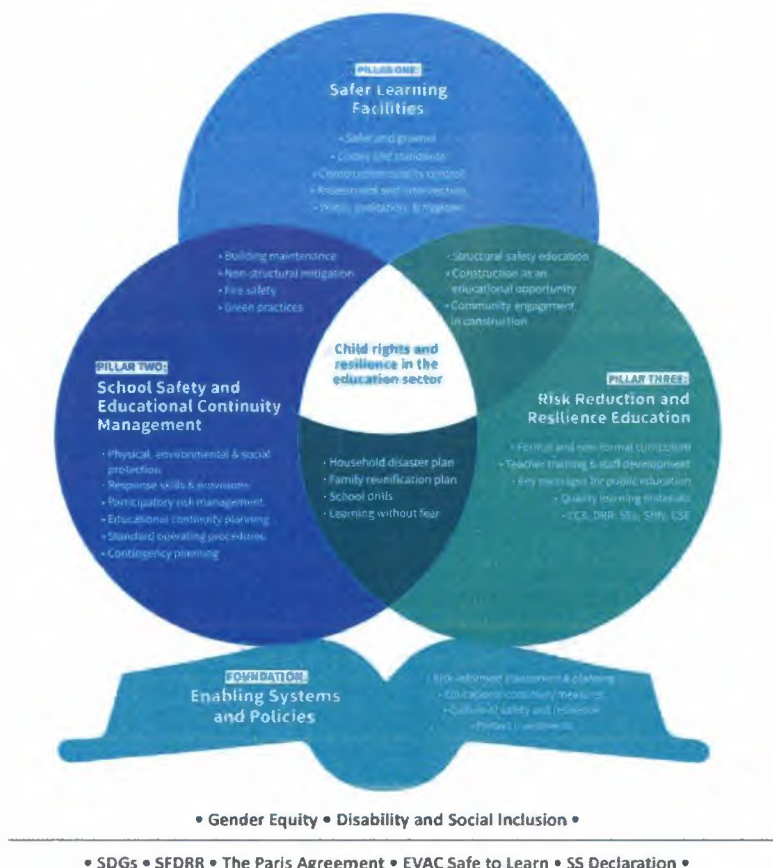 PILLAR ONE:
Safer Learning
Facilities
• Safer and greener
• Codes and standards
• Construction quality control
• Assessment and intervention
• Water, sanitation, & hygiene
• Building maintenance
• Non-structural mitigation
• Fire safety
• Green practices
• Structural safety education
• Construction as an
educational opportunity
• Community engagement
in construction
Child rights and
resilience in the
education sector
PILLAR TWO:
School Safety and
Educational Continuity
Management
• Physical, environmental & social
protection
• Response skills & provisions
• Participatory risk management
• Educational continuity planning
• Standard operating procedures
• Contingency planning
PILLAR THREE:
Risk Reduction and
Resilience Education
• Formal and non-formal curriculum
• Teacher training & staff development
• Key messages for public education
• Quality learning materials
• CCE, DRR, SEL, SHN, CSE
• Household disaster plan
• Family reunification plan
• School drills
• Learning without fear
FOUNDATION:
Enabling Systems
and Policies
• Risk-informed assessment & planning
• Educational continuity measures
• Culture of safety and resilience
• Gender Equity • Disability and Social Inclusion •
• SDGs • SFDRR • The Paris Agreement • EVAC Safe to Learn • SS Declaration •